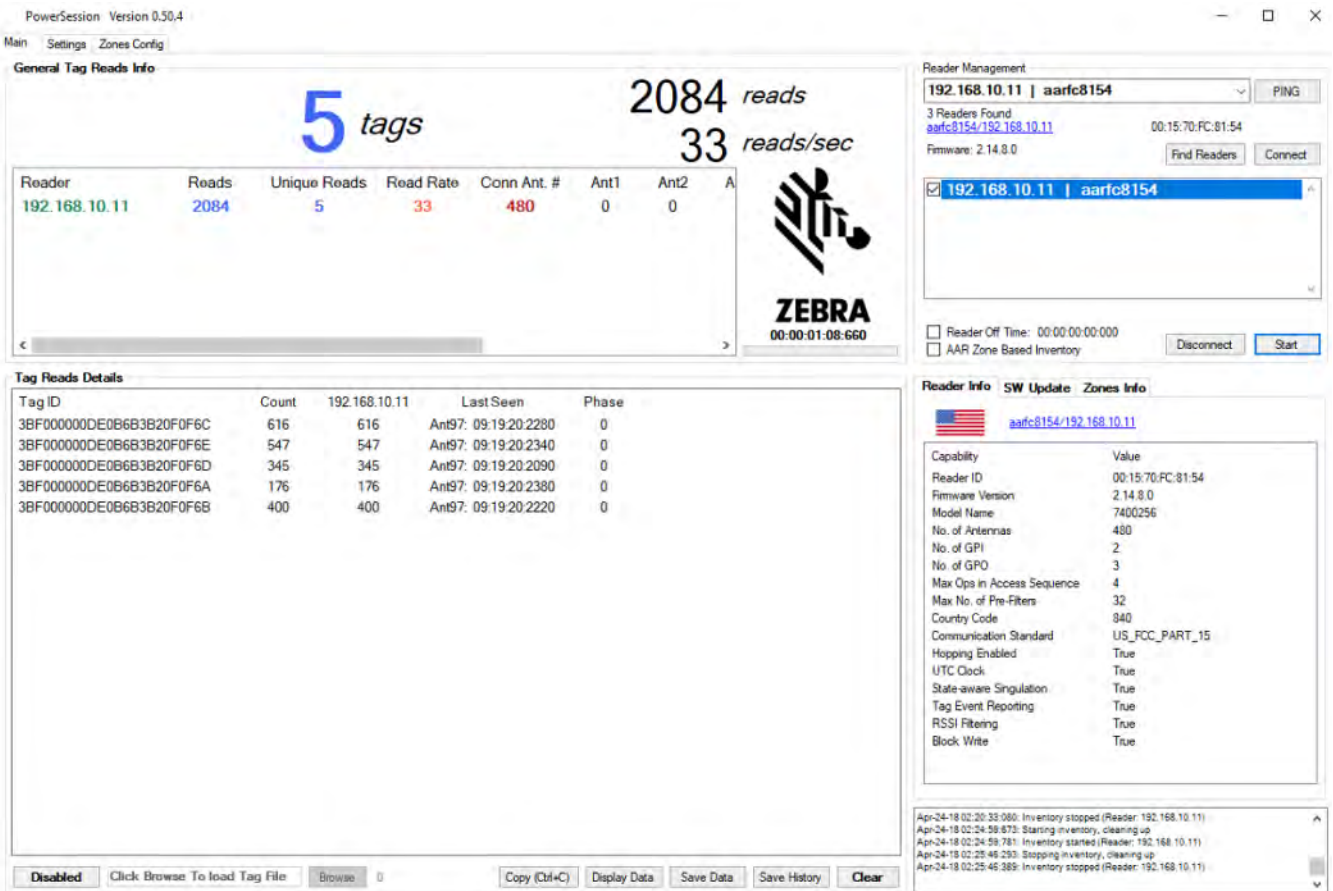 PowerSession Version 0.50.4
Main Settings Zones Config
General Tag Reads Info
5 tags
2084 reads
33 reads/sec
Reader Reads Unique Reads Read Rate Conn Ant. # Ant1 Ant2 A
192.168.10.11 2084 5 33 480 0 0
ZEBRA
00:00:01:08:660
Reader Management
192.168.10.11 | aarfc8154 PING
3 Readers Found
aarfc8154/192.168.10.11 00:15:70:FC:81:54
Firmware: 2.14.8.0 Find Readers Connect
192.168.10.11 | aarfc8154
Reader Off Time: 00:00:00:00:000
AAR Zone Based Inventory
Disconnect Start
Tag Reads Details
Tag ID Count 192.168.10.11 Last Seen Phase
3BF000000DE0B6B3B20F0F6C 616 616 Ant97: 09:19:20:2280 0
3BF000000DE0B6B3B20F0F6E 547 547 Ant97: 09:19:20:2340 0
3BF000000DE0B6B3B20F0F6D 345 345 Ant97: 09:19:20:2090 0
3BF000000DE0B6B3B20F0F6A 176 176 Ant97: 09:19:20:2380 0
3BF000000DE0B6B3B20F0F6B 400 400 Ant97: 09:19:20:2220 0
Reader Info SW Update Zones Info
aarfc8154/192.168.10.11
Capability Value
Reader ID 00:15:70:FC:81:54
Firmware Version 2.14.8.0
Model Name 7400256
No. of Antennas 480
No. of GPI 2
No. of GPO 3
Max Ops in Access Sequence 4
Max No. of Pre-Filters 32
Country Code 840
Communication Standard US_FCC_PART_15
Hopping Enabled True
UTC Clock True
State-aware Singulation True
Tag Event Reporting True
RSSI Filtering True
Block Write True
Apr-24-18 02:20:33:080: Inventory stopped (Reader: 192.168.10.11)
Apr-24-18 02:24:59:673: Starting inventory, cleaning up
Apr-24-18 02:24:59:781: Inventory started (Reader: 192.168.10.11)
Apr-24-18 02:25:46:293: Stopping inventory, cleaning up
Apr-24-18 02:25:46:389: Inventory stopped (Reader: 192.168.10.11)
Disabled Click Browse To load Tag File Browse 0 Copy (Ctrl+C) Display Data Save Data Save History Clear